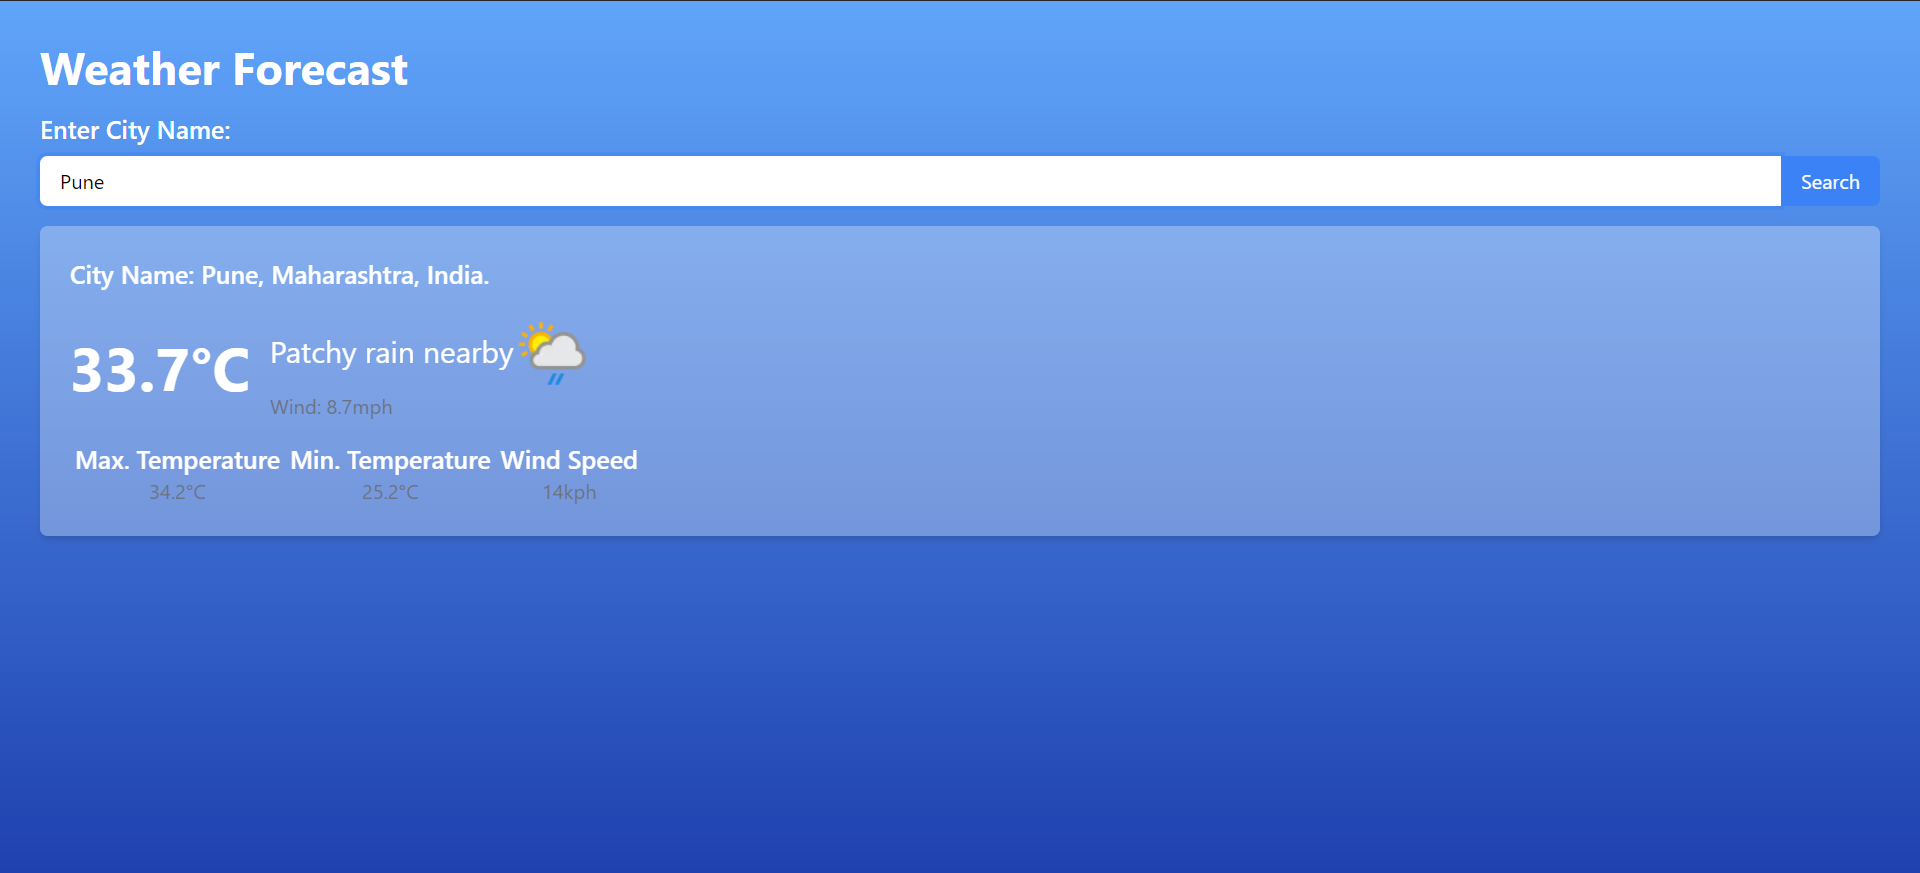 Weather Forecast
Enter City Name:
Pune
Search
City Name: Pune, Maharashtra, India.
33.7°C
Patchy rain nearby
Wind: 8.7mph
Max. Temperature Min. Temperature Wind Speed
34.2°C 25.2°C 14kph